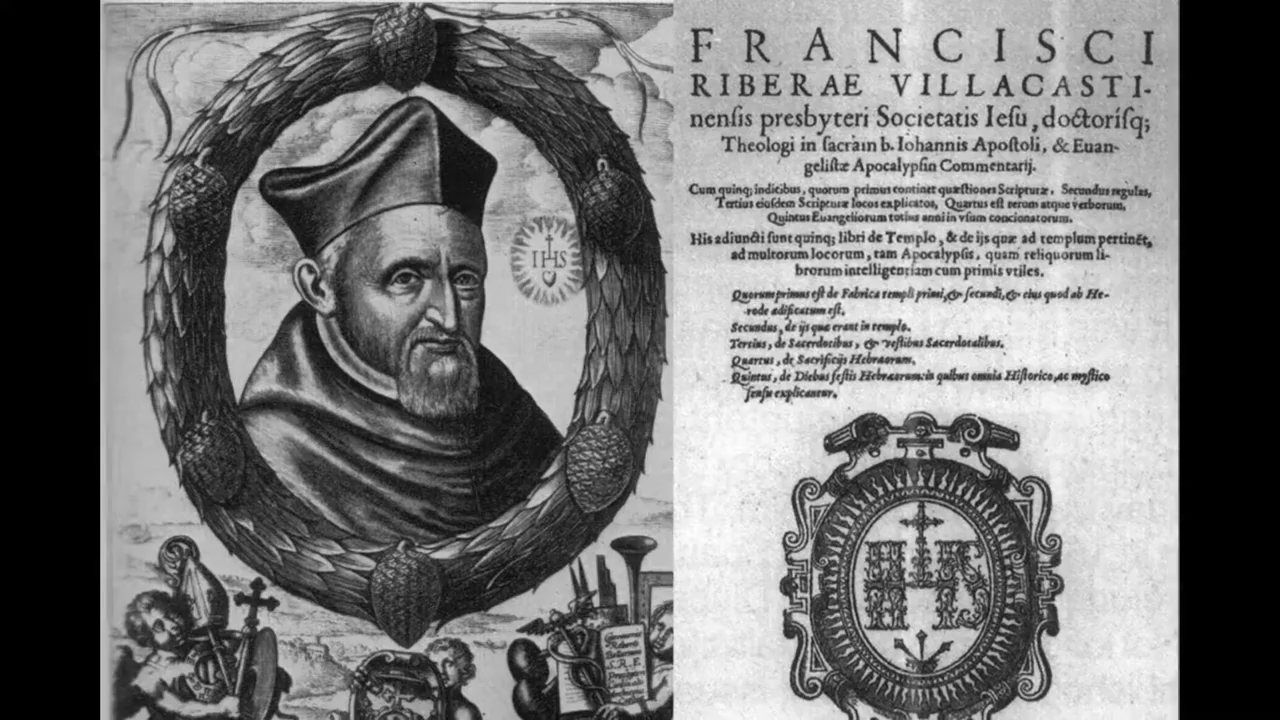 IHS
FRANCISCI
RIBERAE VILLACASTI-
nensis presbyteri Societatis Iesu, doctorisq;
Theologi in sacram b. Iohannis Apostoli, & Euan-
gelistæ Apocalypsin Commentarij.
Cum quinq; indicibus, quorum primus continet quæstiones Scripturæ, Secundus regulas,
Tertius eiusdem Scripturæ locos explicatos, Quartus est rerum atque verborum,
Quintus Euangeliorum totius anni in vsum concionatorum.
His adiuncti sunt quinq; libri de Templo, & de ijs quæ ad templum pertinēt,
ad multorum locorum, tam Apocalypsis, quam reliquorum li-
brorum intelligentiam cum primis vtiles.
Quorum primus est de Fabrica templi primi, & secundi, & eius quod ab He-
rode ædificatum est.
Secundus, de ijs quæ erant in templo.
Tertius, de Sacerdotibus, & vestibus Sacerdotalibus.
Quartus, de Sacrificijs Hebræorum.
Quintus, de Diebus festis Hebræorum: in quibus omnia Historico, ac mystico
sensu explicantur.
IHS
S.R.E.